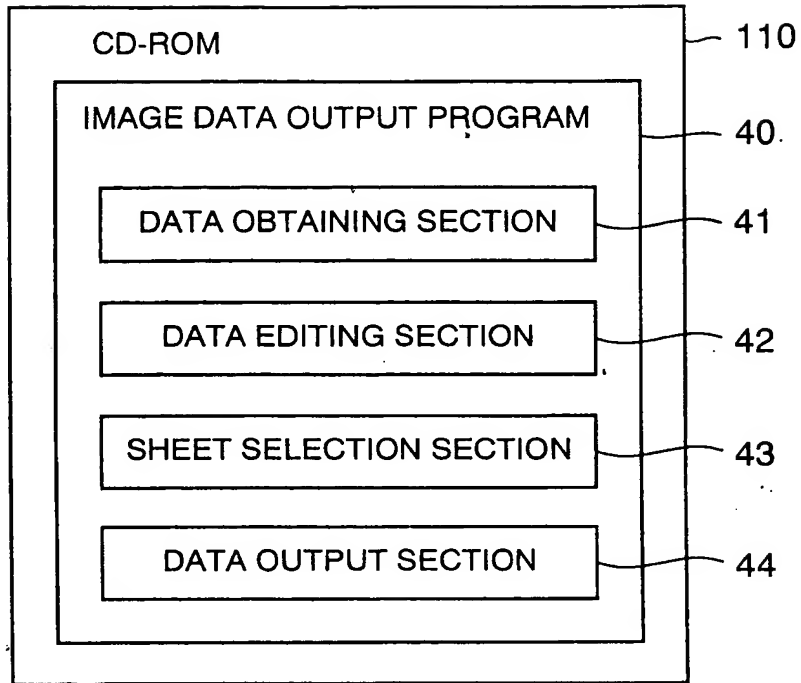 CD-ROM 110
IMAGE DATA OUTPUT PROGRAM 40
DATA OBTAINING SECTION 41
DATA EDITING SECTION 42
SHEET SELECTION SECTION 43
DATA OUTPUT SECTION 44